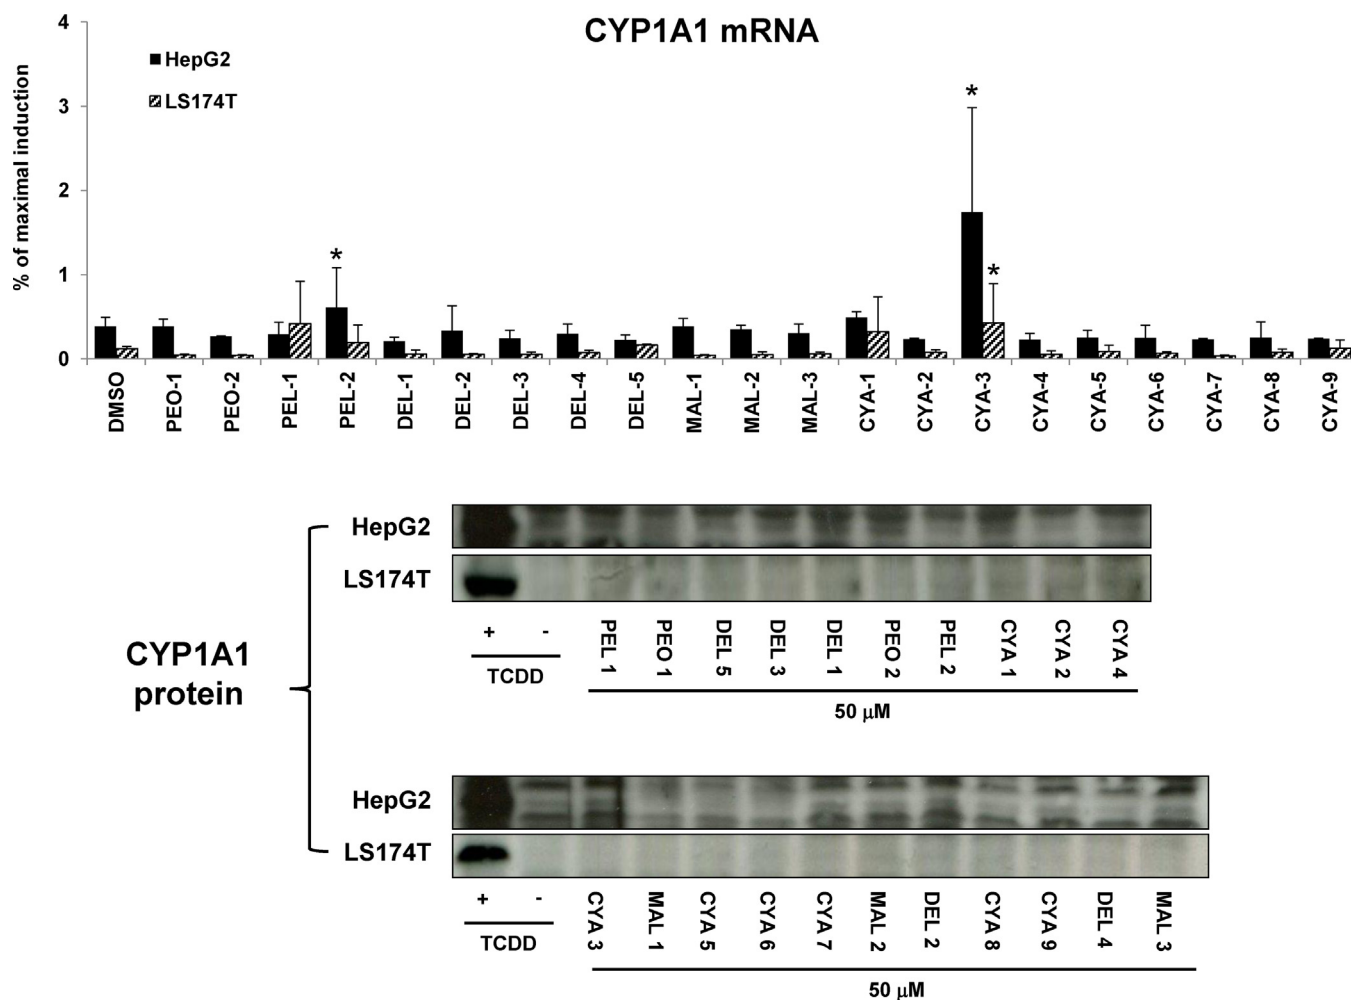 CYP1A1 mRNA
% of maximal induction
4
3
2
1
0
HepG2
LS174T
*
*
*
DMSO
PEO-1
PEO-2
PEL-1
PEL-2
DEL-1
DEL-2
DEL-3
DEL-4
DEL-5
MAL-1
MAL-2
MAL-3
CYA-1
CYA-2
CYA-3
CYA-4
CYA-5
CYA-6
CYA-7
CYA-8
CYA-9
CYP1A1
protein
HepG2
LS174T
+ -
TCDD
PEL 1
PEO 1
DEL 5
DEL 3
DEL 1
PEO 2
PEL 2
CYA 1
CYA 2
CYA 4
50 μM
HepG2
LS174T
+ -
TCDD
CYA 3
MAL 1
CYA 5
CYA 6
CYA 7
MAL 2
DEL 2
CYA 8
CYA 9
DEL 4
MAL 3
50 μM